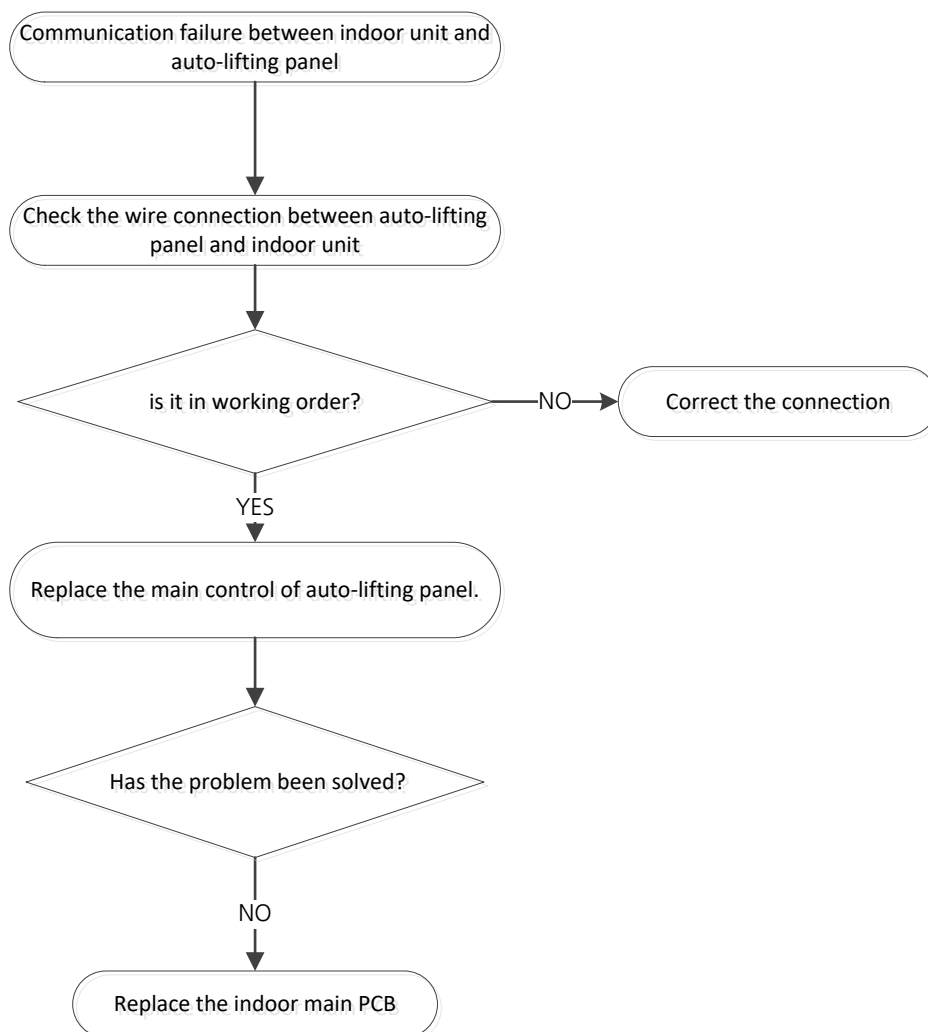 Communication failure between indoor unit and
auto-lifting panel
Check the wire connection between auto-lifting
panel and indoor unit
is it in working order?
NO
Correct the connection
YES
Replace the main control of auto-lifting panel.
Has the problem been solved?
NO
Replace the indoor main PCB